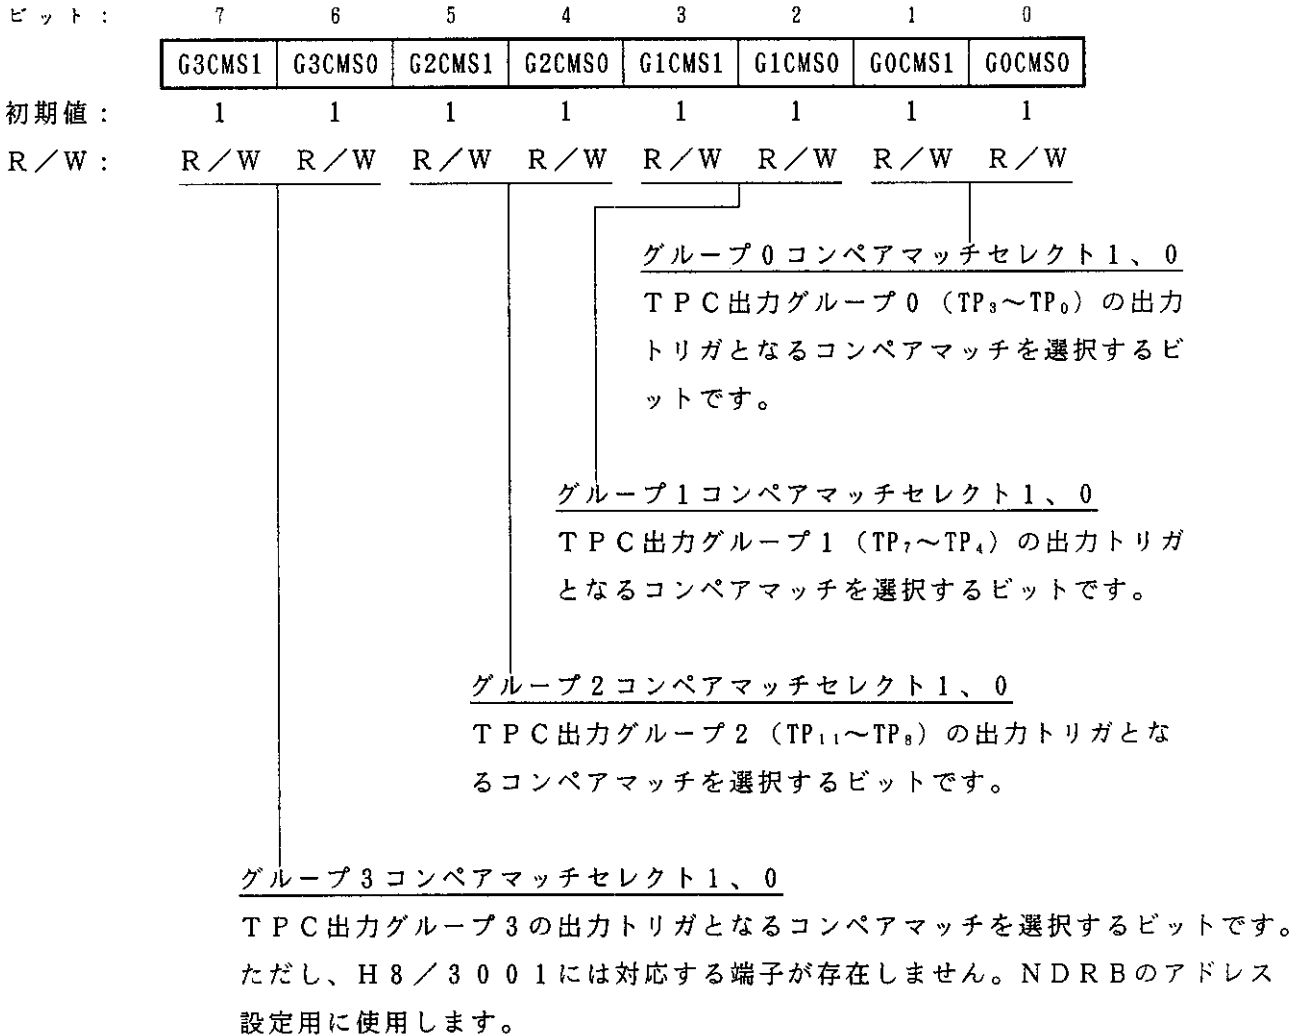 ビット： 7 6 5 4 3 2 1 0
G3CMS1 G3CMS0 G2CMS1 G2CMS0 G1CMS1 G1CMS0 G0CMS1 G0CMS0
初期値： 1 1 1 1 1 1 1 1
R／W： R／W R／W R／W R／W R／W R／W R／W R／W
グループ0コンペアマッチセレクト1、0
TPC出力グループ0（TP₃～TP₀）の出力
トリガとなるコンペアマッチを選択するビ
ットです。
グループ1コンペアマッチセレクト1、0
TPC出力グループ1（TP₇～TP₄）の出力トリガ
となるコンペアマッチを選択するビットです。
グループ2コンペアマッチセレクト1、0
TPC出力グループ2（TP₁₁～TP₈）の出力トリガとな
るコンペアマッチを選択するビットです。
グループ3コンペアマッチセレクト1、0
TPC出力グループ3の出力トリガとなるコンペアマッチを選択するビットです。
ただし、H8／3001には対応する端子が存在しません。NDRBのアドレス
設定用に使用します。